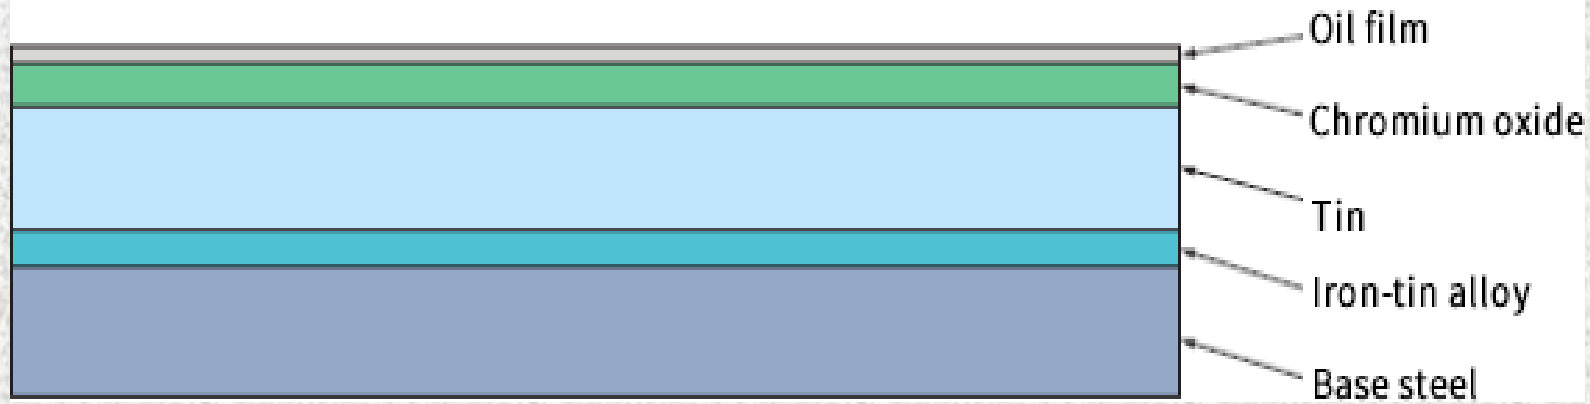 Oil film
Chromium oxide
Tin
Iron-tin alloy
Base steel